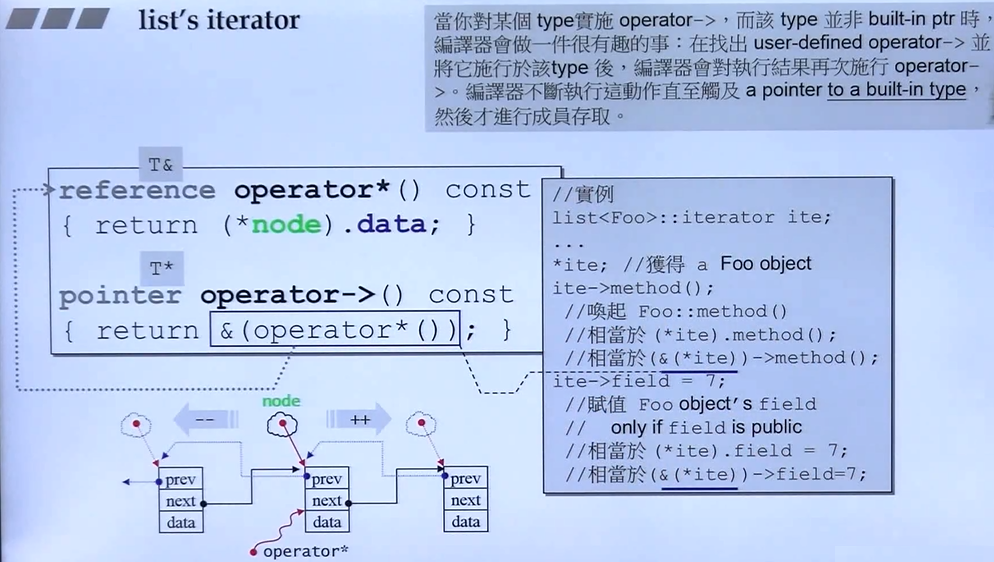 list's iterator
當你對某個 type實施 operator->，而該 type 並非 built-in ptr 時，
編譯器會做一件很有趣的事：在找出 user-defined operator-> 並
將它施行於該type 後，編譯器會對執行結果再次施行 operator-
>。編譯器不斷執行這動作直至觸及 a pointer to a built-in type，
然後才進行成員存取。
T&
reference operator*() const
{ return (*node).data; }
T*
pointer operator->() const
{ return &(operator*()); }
//實例
list<Foo>::iterator ite;
...
*ite; //獲得 a Foo object
ite->method();
//喚起 Foo::method()
//相當於 (*ite).method();
//相當於(&(*ite))->method();
ite->field = 7;
//賦值 Foo object's field
// only if field is public
//相當於 (*ite).field = 7;
//相當於(&(*ite))->field=7;
node
--
++
prev
next
data
prev
next
data
prev
next
data
operator*